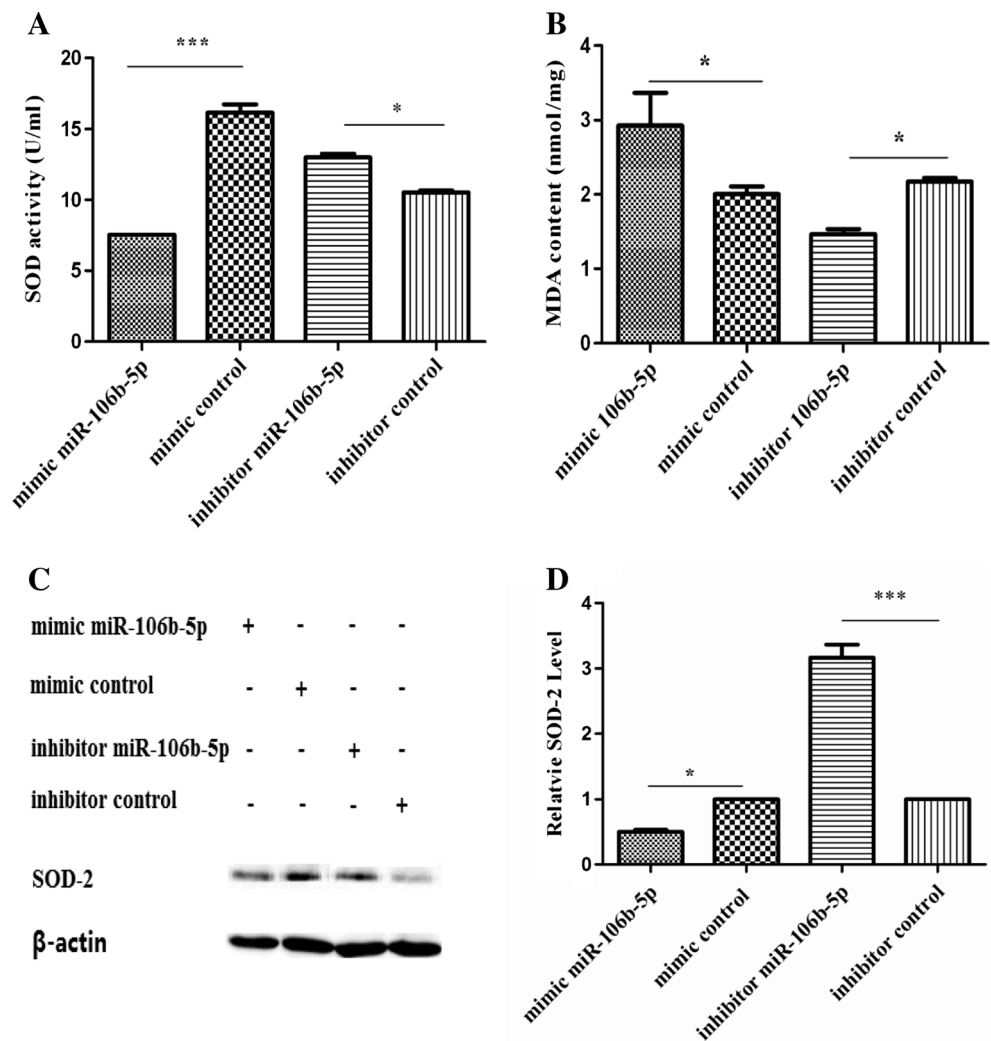 A
***
*
SOD activity (U/ml)
20
15
10
5
0
mimic miR-106b-5p
mimic control
inhibitor miR-106b-5p
inhibitor control
B
*
*
MDA content (nmol/mg)
4
3
2
1
0
mimic 106b-5p
mimic control
inhibitor 106b-5p
inhibitor control
C
mimic miR-106b-5p + - - -
mimic control - + - -
inhibitor miR-106b-5p - - + -
inhibitor control - - - +
SOD-2
β-actin
D
*
***
Relatvie SOD-2 Level
4
3
2
1
0
mimic miR-106b-5p
mimic control
inhibitor miR-106b-5p
inhibitor control